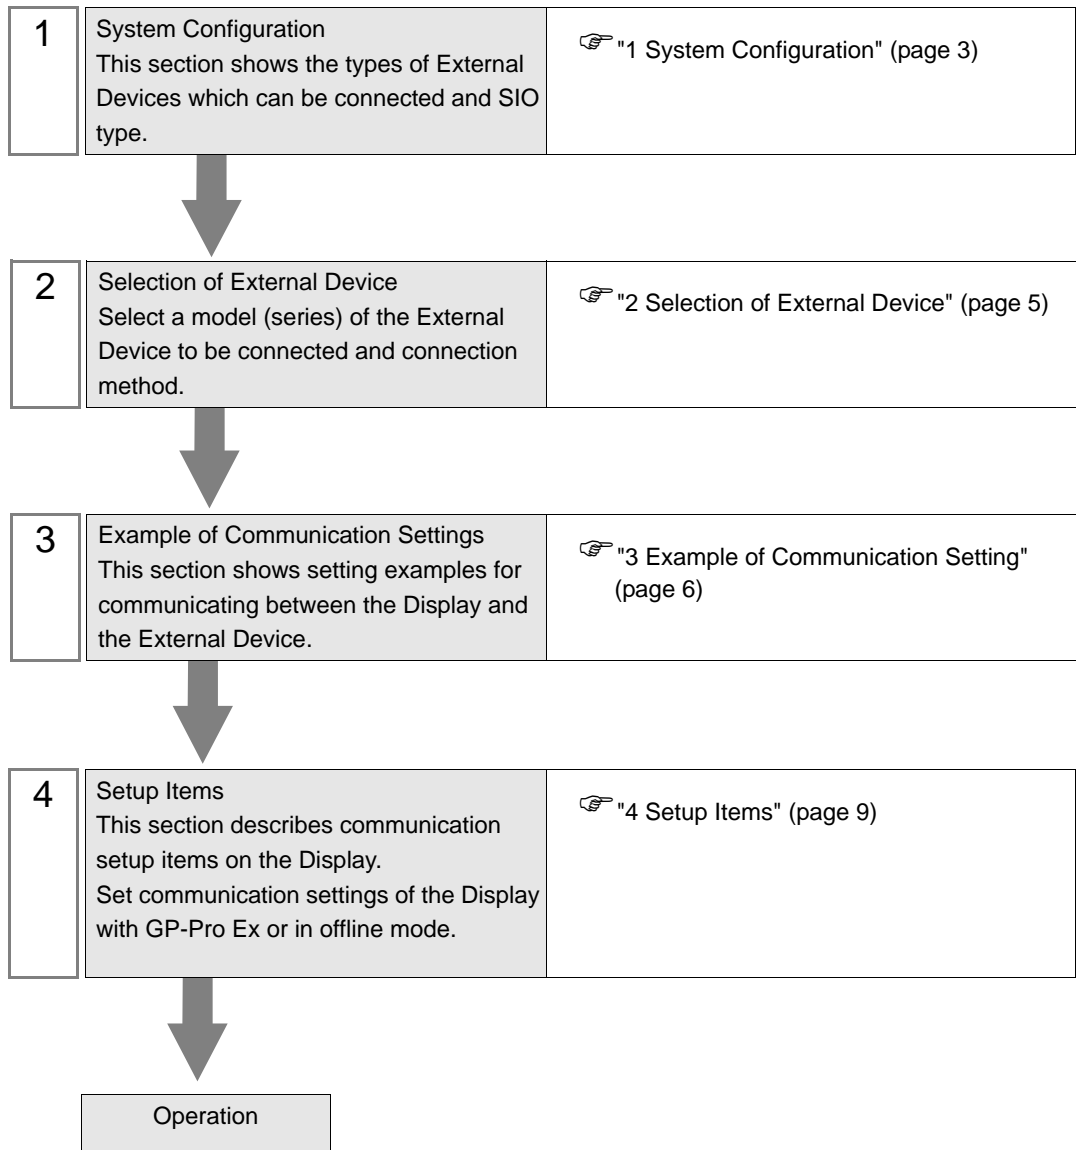 1
System Configuration
This section shows the types of External
Devices which can be connected and SIO
type.
"1 System Configuration" (page 3)
2
Selection of External Device
Select a model (series) of the External
Device to be connected and connection
method.
"2 Selection of External Device" (page 5)
3
Example of Communication Settings
This section shows setting examples for
communicating between the Display and
the External Device.
"3 Example of Communication Setting"
(page 6)
4
Setup Items
This section describes communication
setup items on the Display.
Set communication settings of the Display
with GP-Pro Ex or in offline mode.
"4 Setup Items" (page 9)
Operation